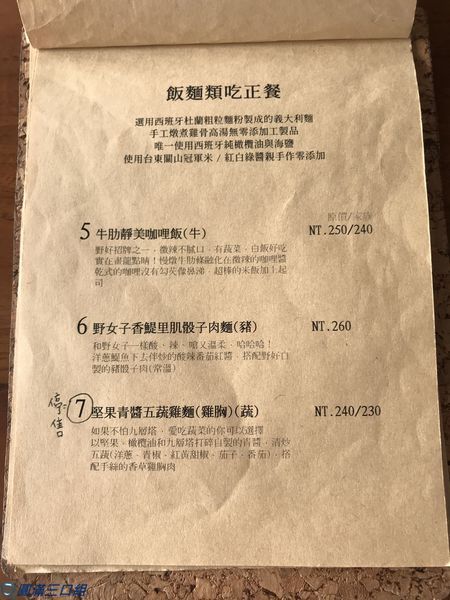 飯麵類吃正餐
選用西班牙杜蘭粗粒麵粉製成的義大利麵
手工燉煮雞骨高湯無零添加工製品
唯一使用西班牙純橄欖油與海鹽
使用台東關山冠軍米 / 紅白綠醬親手作零添加
原價/家族
5 牛肋靜美咖哩飯(牛) NT.250/240
野好招牌之一，微辣不膩口，有蔬菜，白飯好吃
實在畫龍點睛！慢燉牛肋條融化在微辣的咖哩醬
乾式的咖哩沒有勾芡像鼻涕，超棒的米飯加上起
司
6 野女子香鯷里肌骰子肉麵(豬) NT.260
和野女子一樣酸、辣、嗆又溫柔，哈哈哈！
洋蔥鯷魚下去伴炒的酸辣番茄紅醬，搭配野好自
製的豬骰子肉(常溫)
7 堅果青醬五蔬雞麵(雞胸)(蔬) NT.240/230
如果不怕九層塔，愛吃蔬菜的你可以選擇
以堅果、橄欖油和九層塔打碎自製的青醬，清炒
五蔬(洋蔥、青椒、紅黃甜椒、茄子、番茄)，搭
配手絲的香草雞胸肉
圓滿三口組